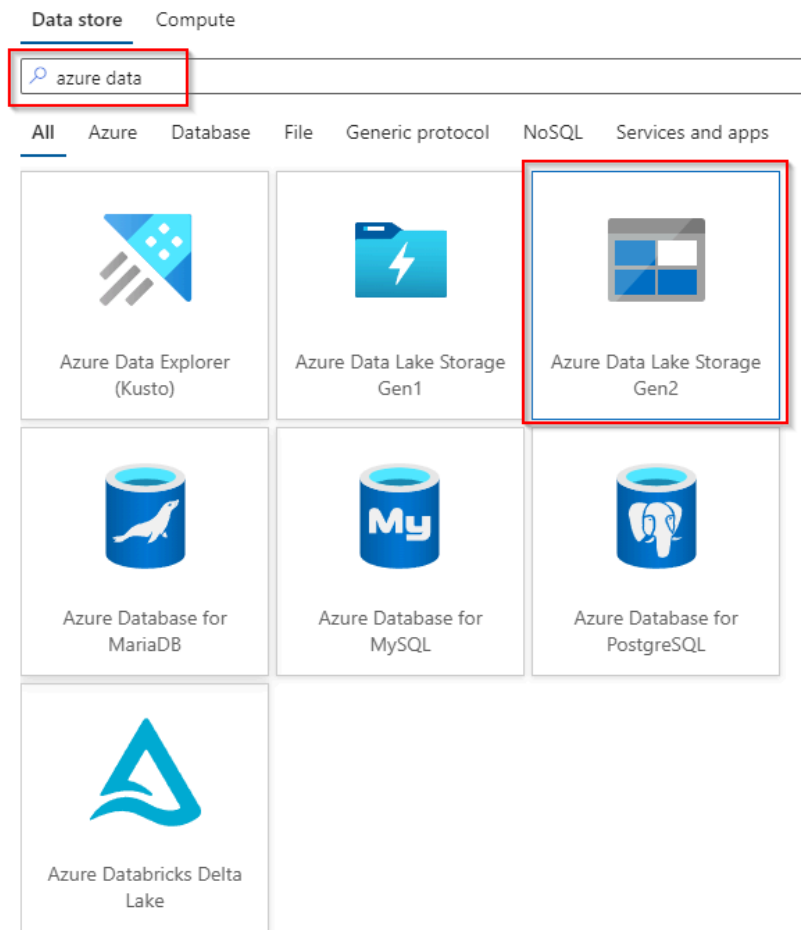 Data store Compute
azure data
All Azure Database File Generic protocol NoSQL Services and apps
Azure Data Explorer
(Kusto)
Azure Data Lake Storage
Gen1
Azure Data Lake Storage
Gen2
Azure Database for
MariaDB
My
Azure Database for
MySQL
Azure Database for
PostgreSQL
Azure Databricks Delta
Lake